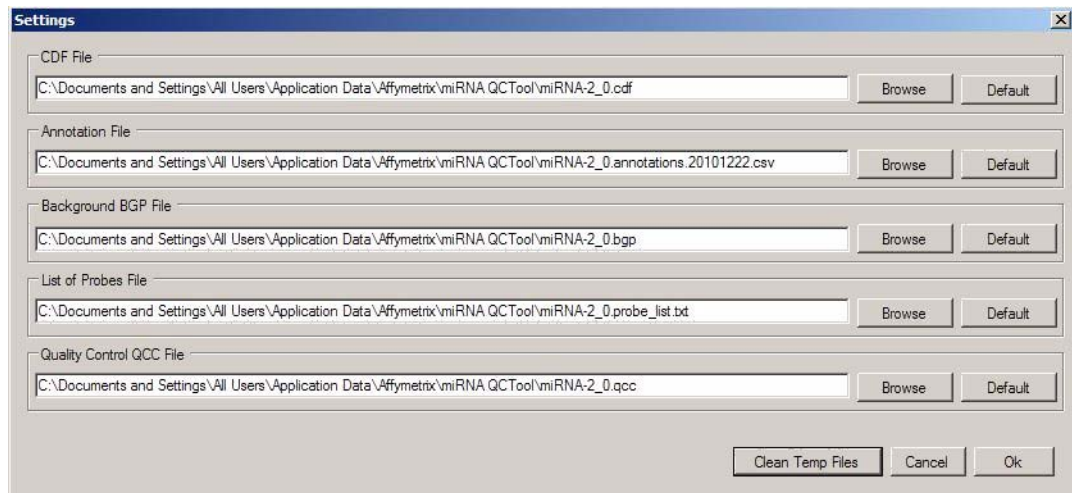 Settings
CDF File
C:\Documents and Settings\All Users\Application Data\Affymetrix\miRNA QCTool\miRNA-2_0.cdf Browse Default
Annotation File
C:\Documents and Settings\All Users\Application Data\Affymetrix\miRNA QCTool\miRNA-2_0.annotations.20101222.csv Browse Default
Background BGP File
C:\Documents and Settings\All Users\Application Data\Affymetrix\miRNA QCTool\miRNA-2_0.bgp Browse Default
List of Probes File
C:\Documents and Settings\All Users\Application Data\Affymetrix\miRNA QCTool\miRNA-2_0.probe_list.txt Browse Default
Quality Control QCC File
C:\Documents and Settings\All Users\Application Data\Affymetrix\miRNA QCTool\miRNA-2_0.qcc Browse Default
Clean Temp Files Cancel Ok